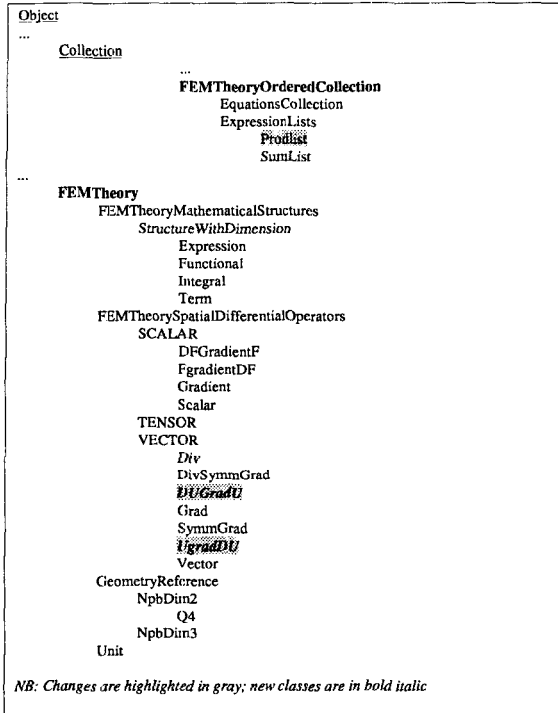 Object
...
Collection
...
FEMTheoryOrderedCollection
EquationsCollection
ExpressionLists
Prodlist
SumList
...
FEMTheory
FEMTheoryMathematicalStructures
StructureWithDimension
Expression
Functional
Integral
Term
FEMTheorySpatialDifferentialOperators
SCALAR
DFGradientF
FgradientDF
Gradient
Scalar
TENSOR
VECTOR
Div
DivSymmGrad
DUGradU
Grad
SymmGrad
UgradDU
Vector
GeometryReference
NpbDim2
Q4
NpbDim3
Unit
NB: Changes are highlighted in gray; new classes are in bold italic